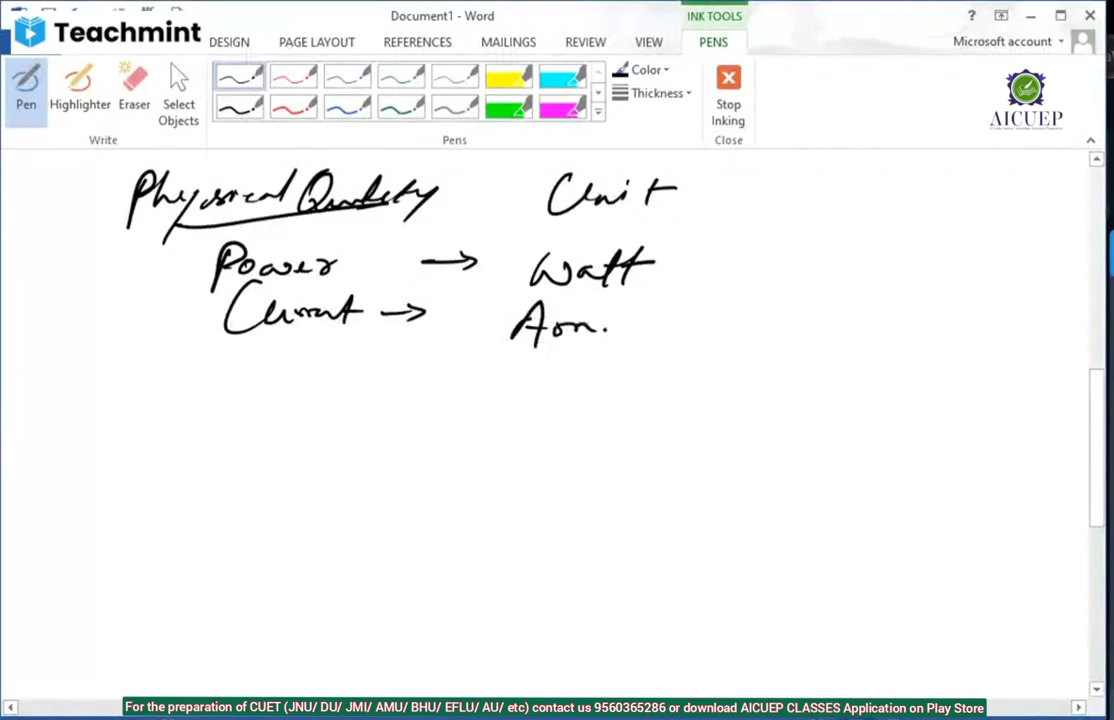 Document1 - Word
INK TOOLS
Teachmint
DESIGN PAGE LAYOUT REFERENCES MAILINGS REVIEW VIEW PENS
Microsoft account
Pen Highlighter Eraser Select Objects
Color
Thickness
Stop Inking
Write Pens Close
AICUEP
Physical Unit
Power → Watt
Current →
For the preparation of CUET (JNU/ DU/ JMI/ AMU/ BHU/ EFLU/ AU/ etc) contact us 9560365286 or download AICUEP CLASSES Application on Play Store